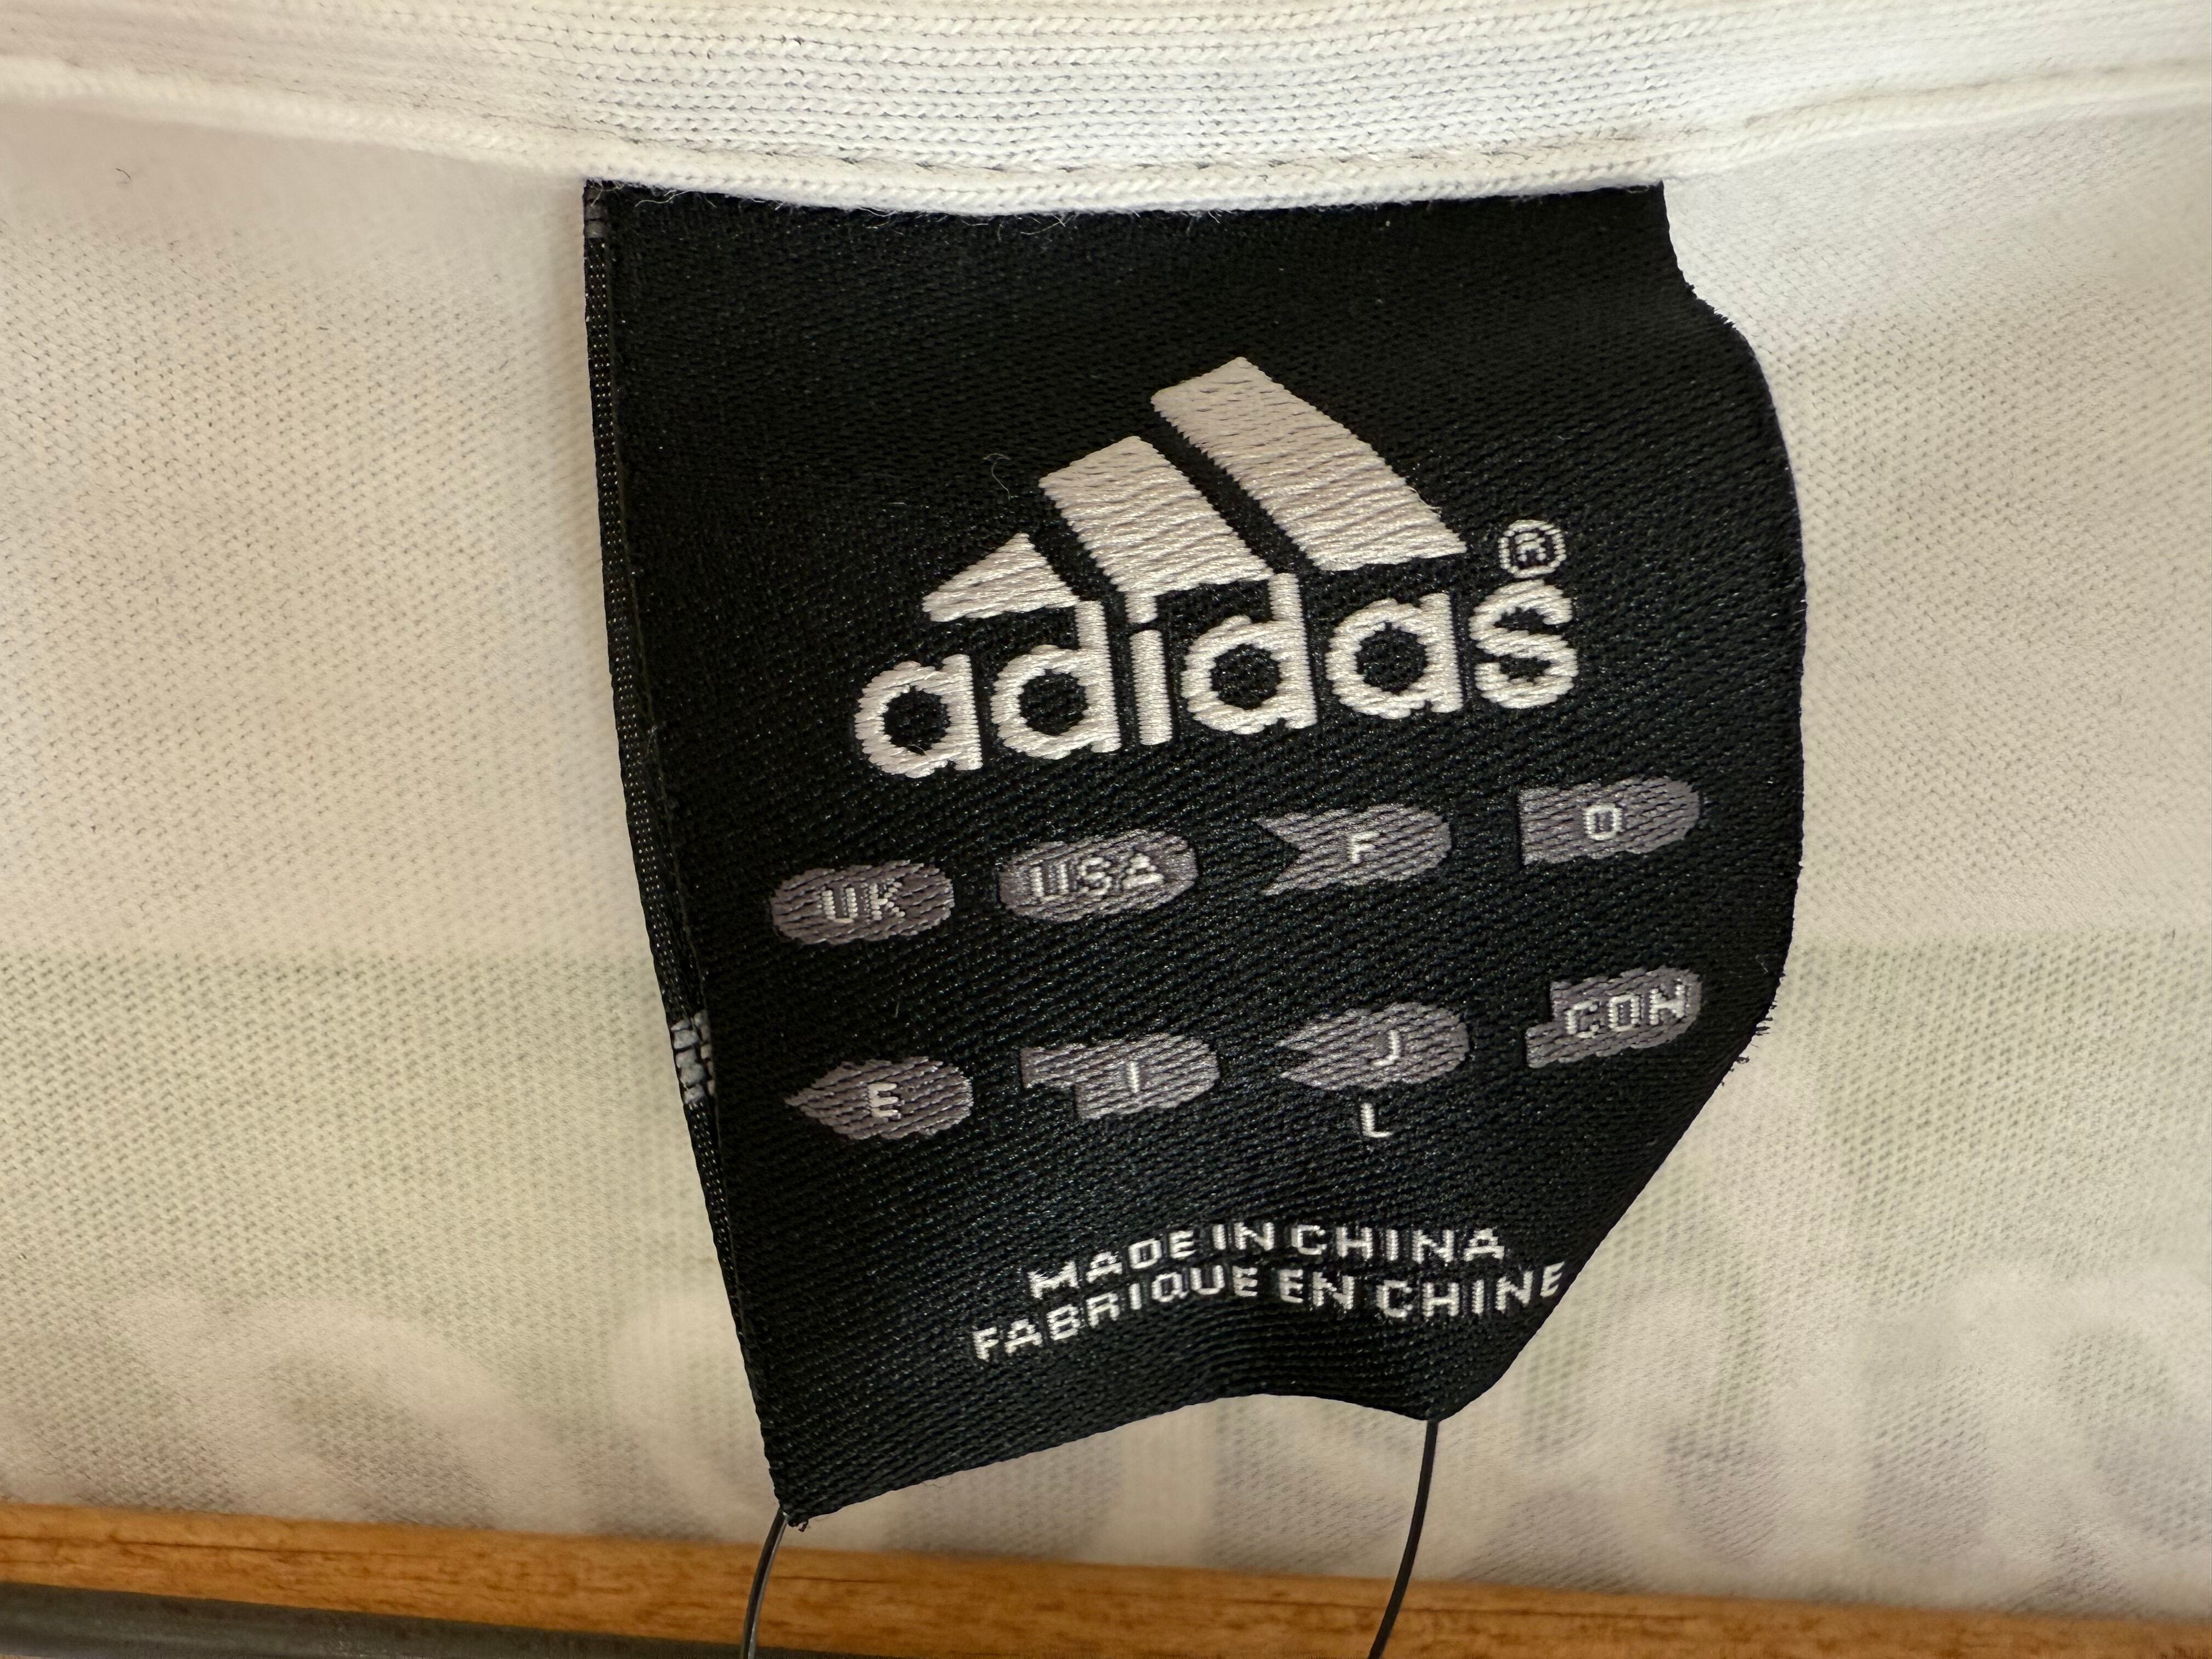 adidas®
UK USA F D
E I J CDN
L
MADE IN CHINA
FABRIQUE EN CHINE